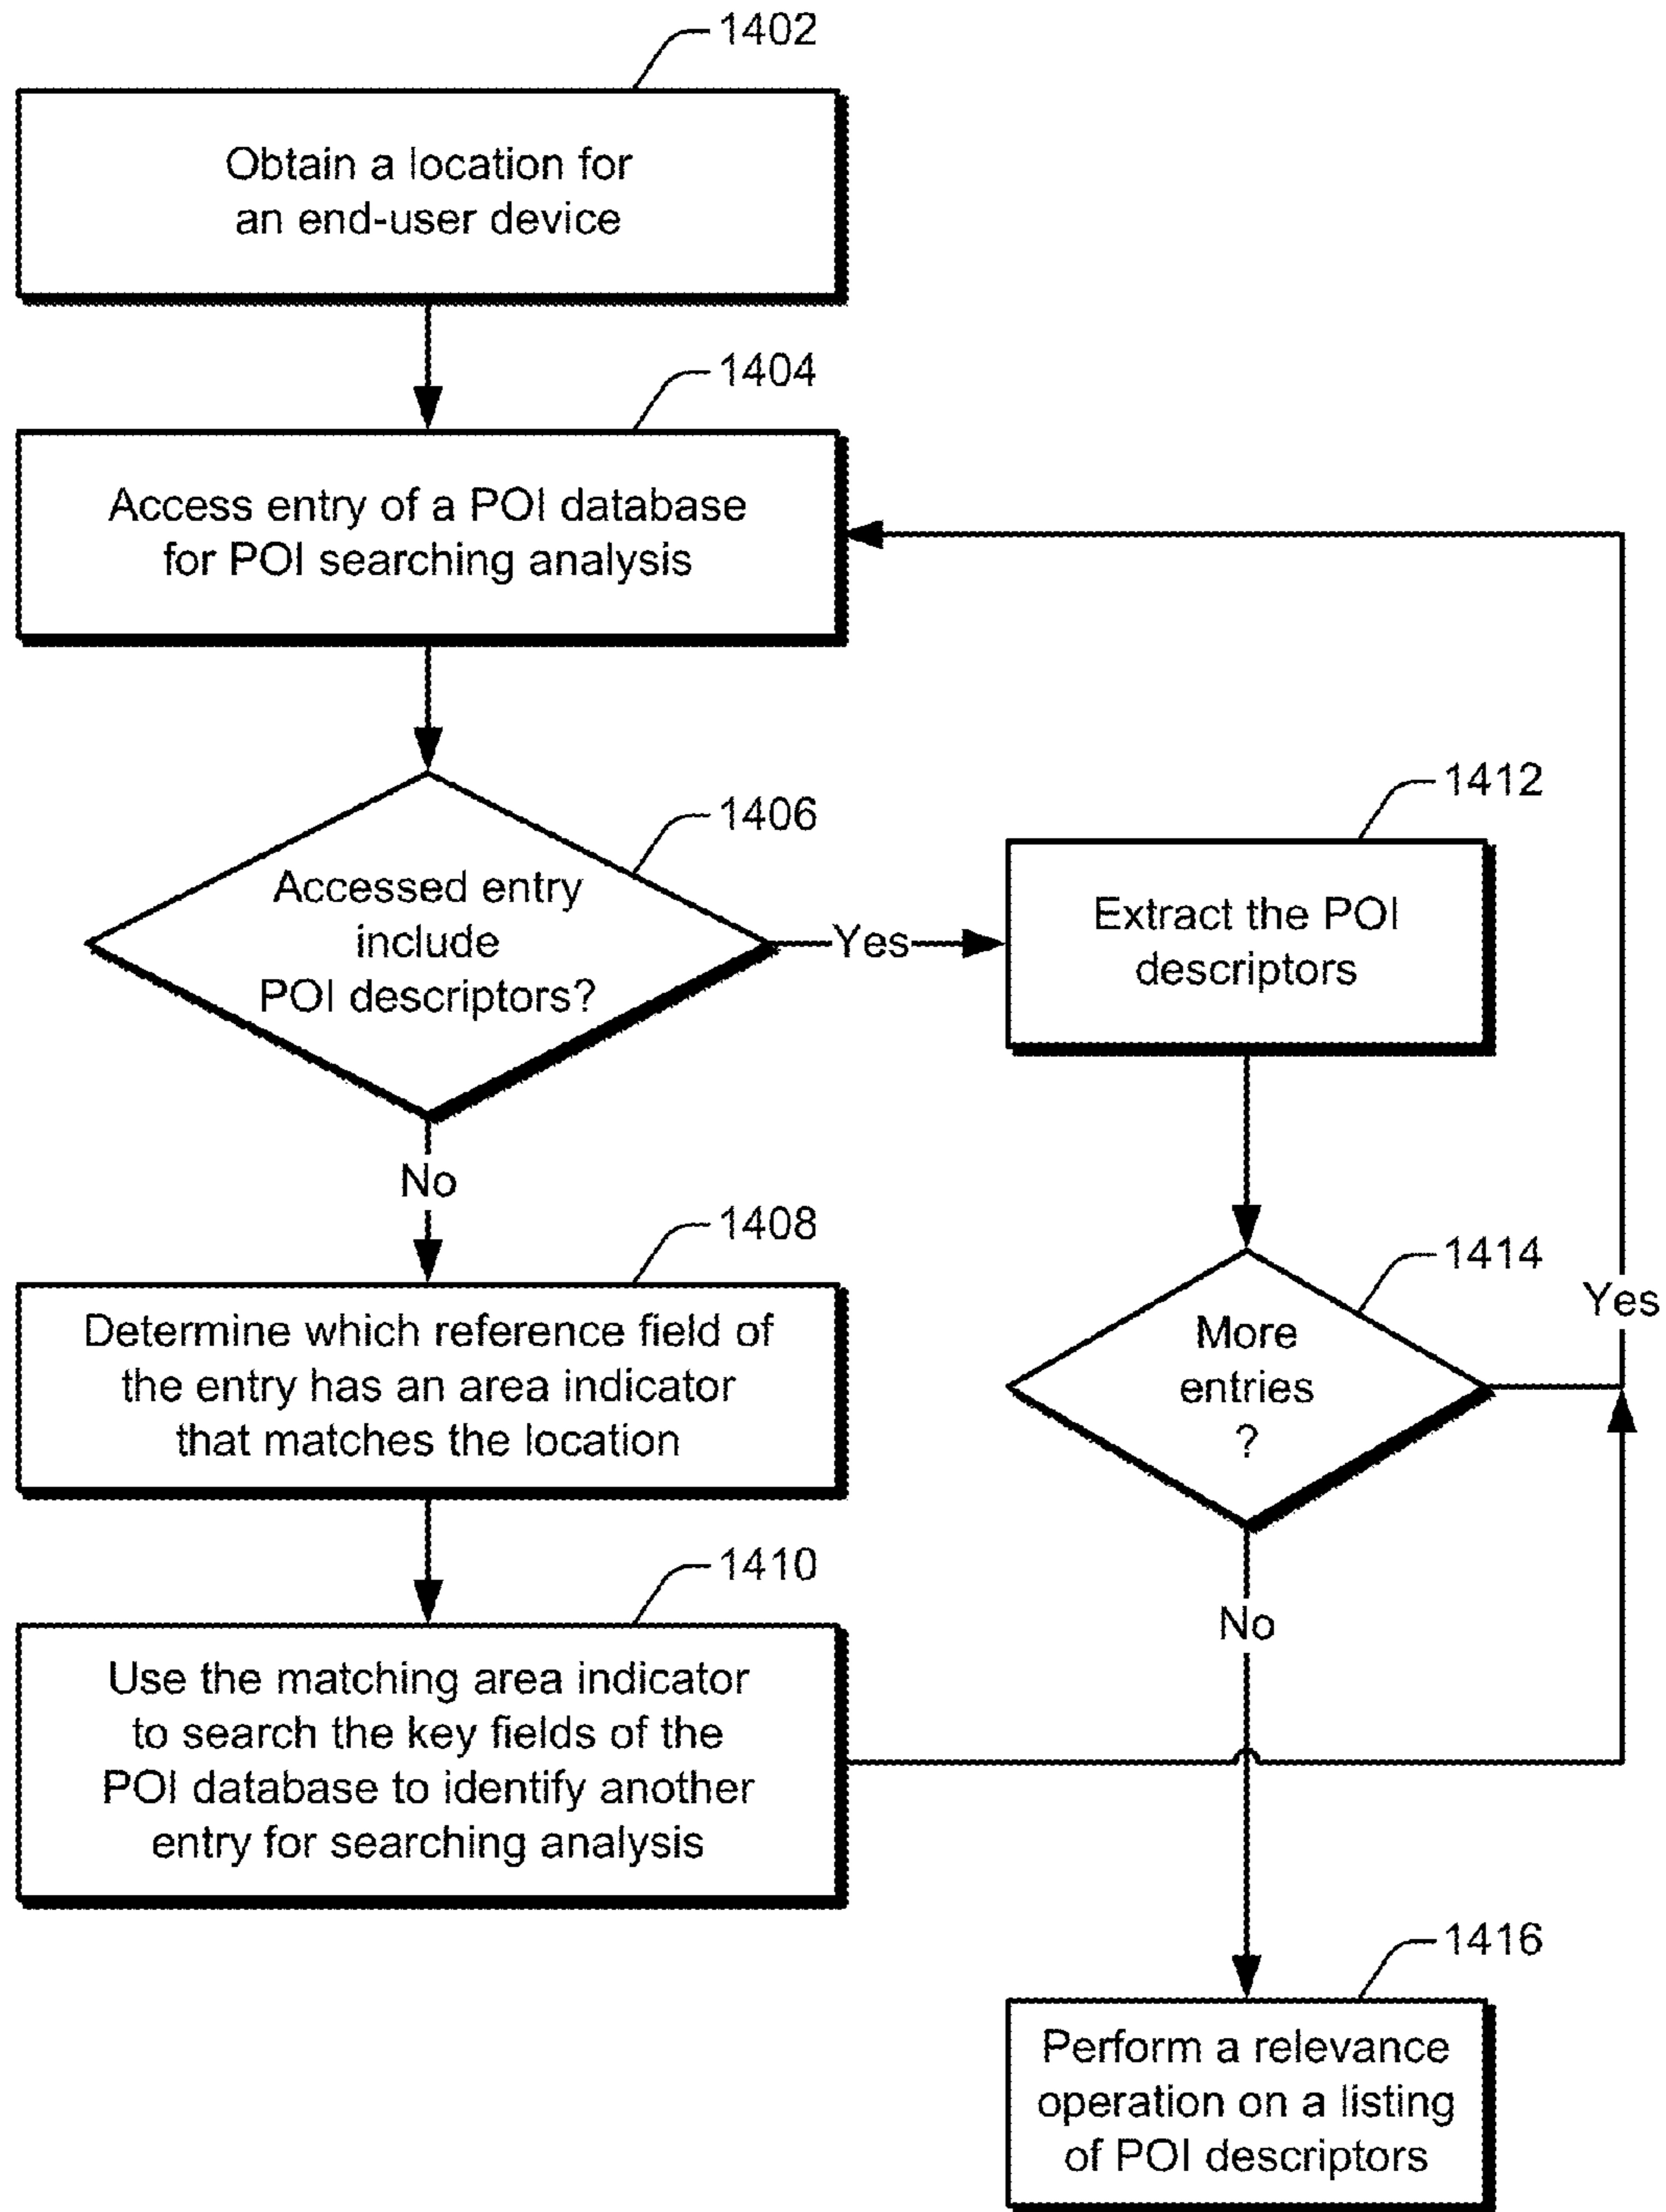 1402
Obtain a location for
an end-user device
1404
Access entry of a POI database
for POI searching analysis
1406
Accessed entry
include
POI descriptors?
Yes
No
1412
Extract the POI
descriptors
1408
Determine which reference field of
the entry has an area indicator
that matches the location
1414
More
entries
?
Yes
No
1410
Use the matching area indicator
to search the key fields of the
POI database to identify another
entry for searching analysis
1416
Perform a relevance
operation on a listing
of POI descriptors